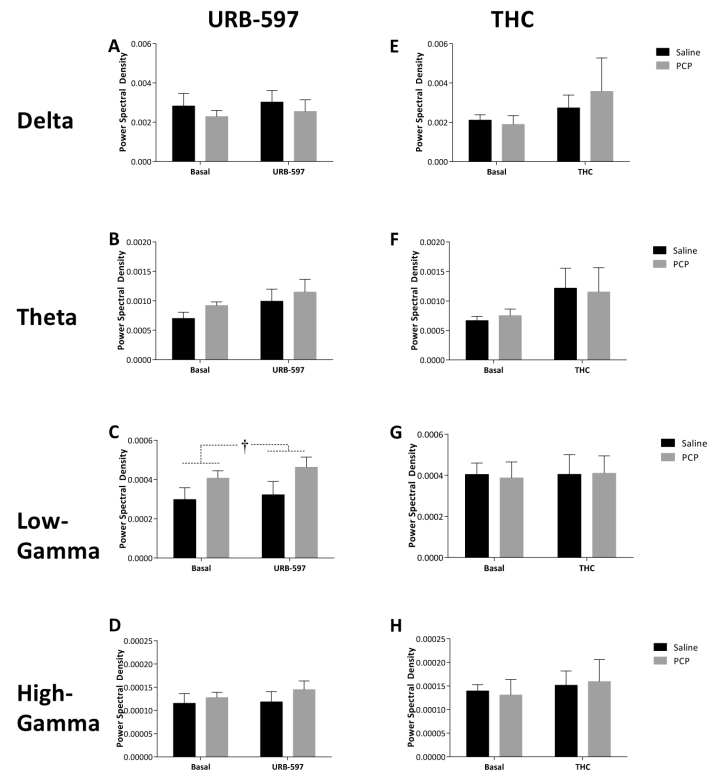 URB-597 THC
A E
Delta
Power Spectral Density
0.006
0.004
0.002
0.000
Basal URB-597
Power Spectral Density
0.006
0.004
0.002
0.000
Basal THC
Saline
PCP
B F
Theta
Power Spectral Density
0.0020
0.0015
0.0010
0.0005
0.0000
Basal URB-597
Power Spectral Density
0.0020
0.0015
0.0010
0.0005
0.0000
Basal THC
Saline
PCP
C G
Low-
Gamma
Power Spectral Density
0.0006
0.0004
0.0002
0.0000
†
Basal URB-597
Power Spectral Density
0.0006
0.0004
0.0002
0.0000
Basal THC
Saline
PCP
D H
High-
Gamma
Power Spectral Density
0.00025
0.00020
0.00015
0.00010
0.00005
0.00000
Basal URB-597
Power Spectral Density
0.00025
0.00020
0.00015
0.00010
0.00005
0.00000
Basal THC
Saline
PCP